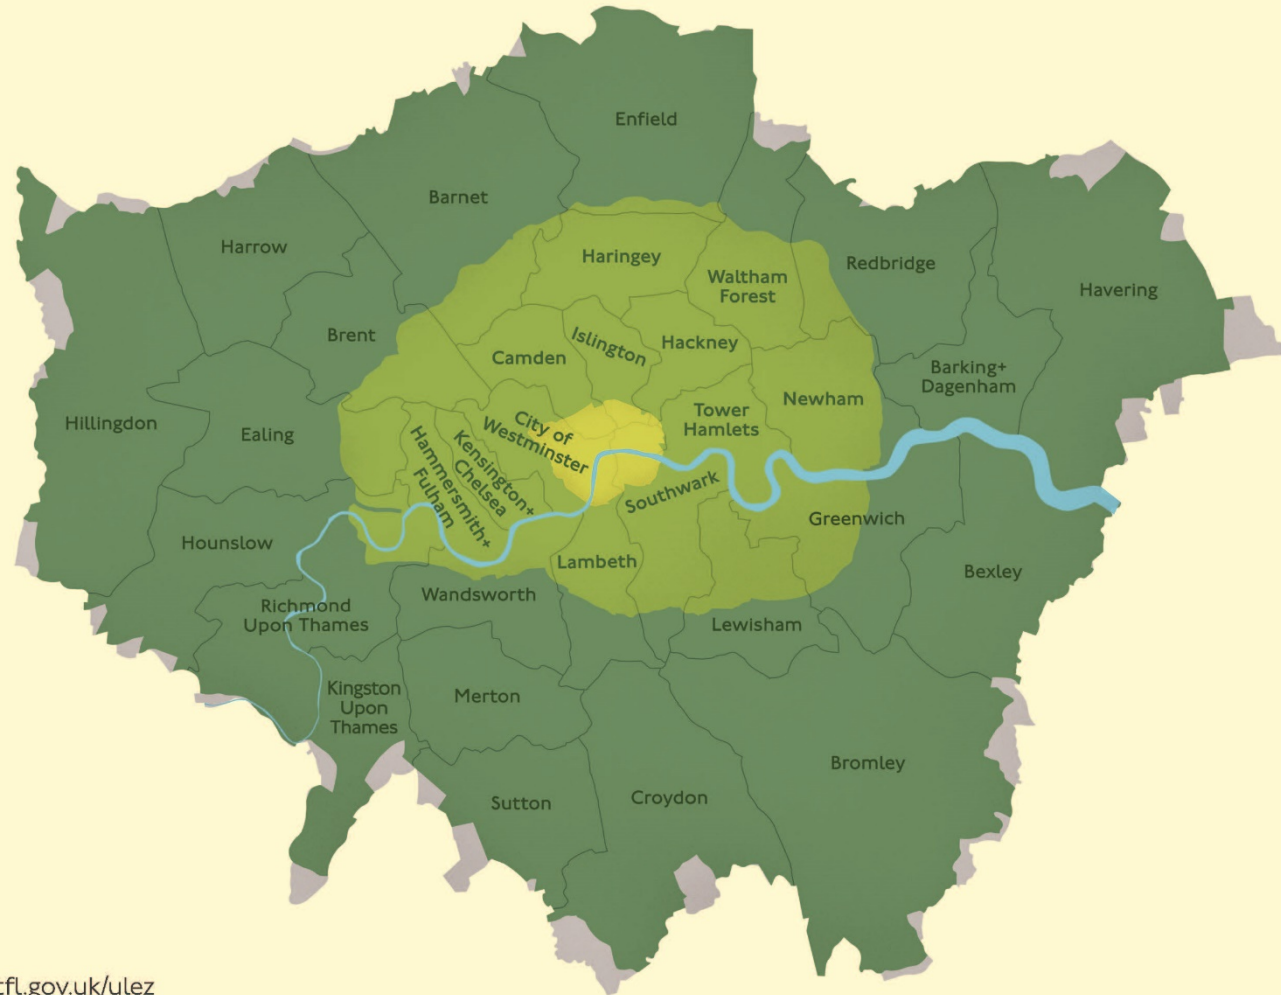 Enfield
Barnet
Harrow
Haringey
Waltham
Forest
Redbridge
Havering
Brent
Camden
Islington
Hackney
Barking+
Dagenham
Hillingdon
Ealing
Hammersmith+
Fulham
Kensington+
Chelsea
City of
Westminster
Tower
Hamlets
Newham
Southwark
Greenwich
Hounslow
Lambeth
Bexley
Wandsworth
Richmond
Upon Thames
Lewisham
Kingston
Upon
Thames
Merton
Bromley
Sutton
Croydon
tfl.gov.uk/ulez